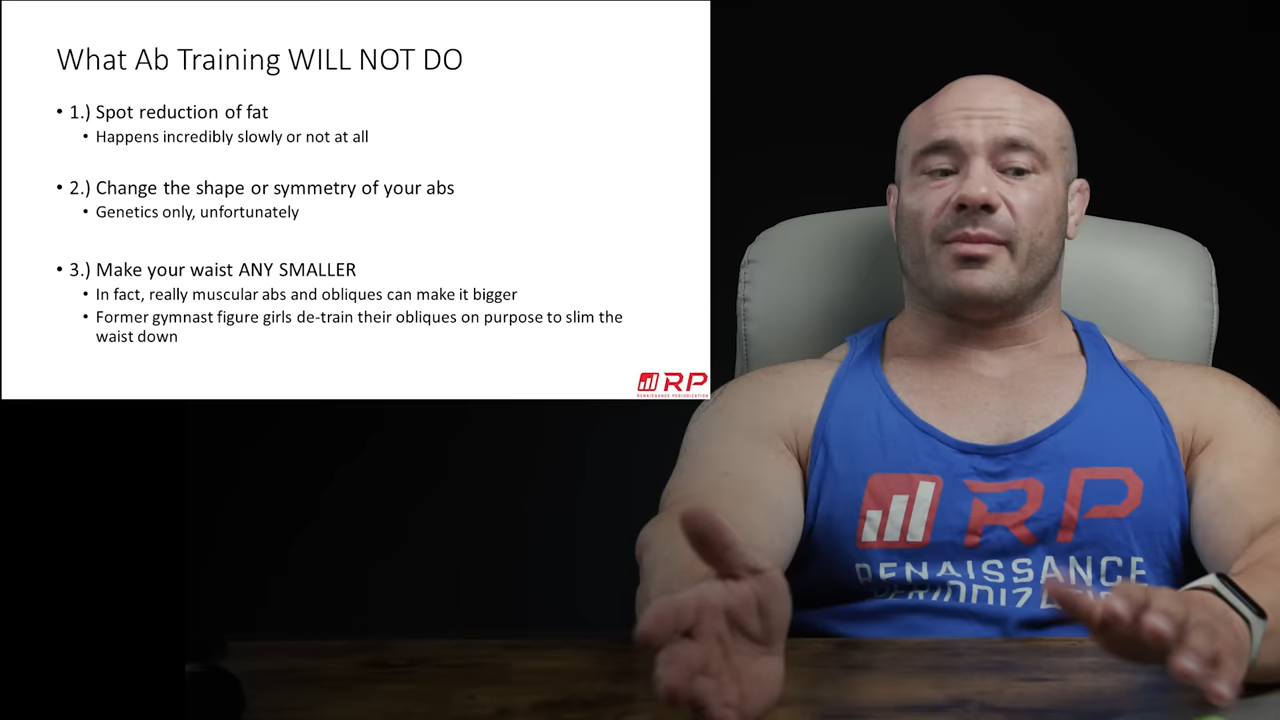 What Ab Training WILL NOT DO
• 1.) Spot reduction of fat
• Happens incredibly slowly or not at all
• 2.) Change the shape or symmetry of your abs
• Genetics only, unfortunately
• 3.) Make your waist ANY SMALLER
• In fact, really muscular abs and obliques can make it bigger
• Former gymnast figure girls de-train their obliques on purpose to slim the
waist down
RP
RENAISSANCE PERIODIZATION
RP
RENAISSANCE